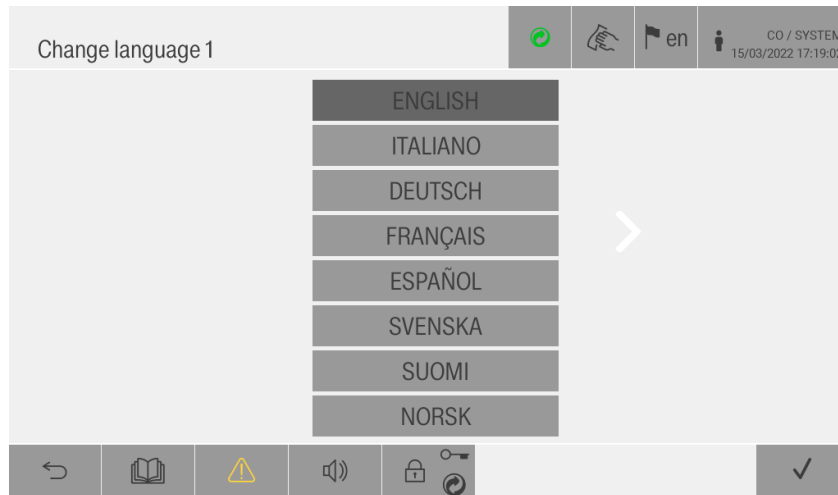 Change language 1
en
CO / SYSTEM
15/03/2022 17:19:02
ENGLISH
ITALIANO
DEUTSCH
FRANÇAIS
ESPAÑOL
SVENSKA
SUOMI
NORSK